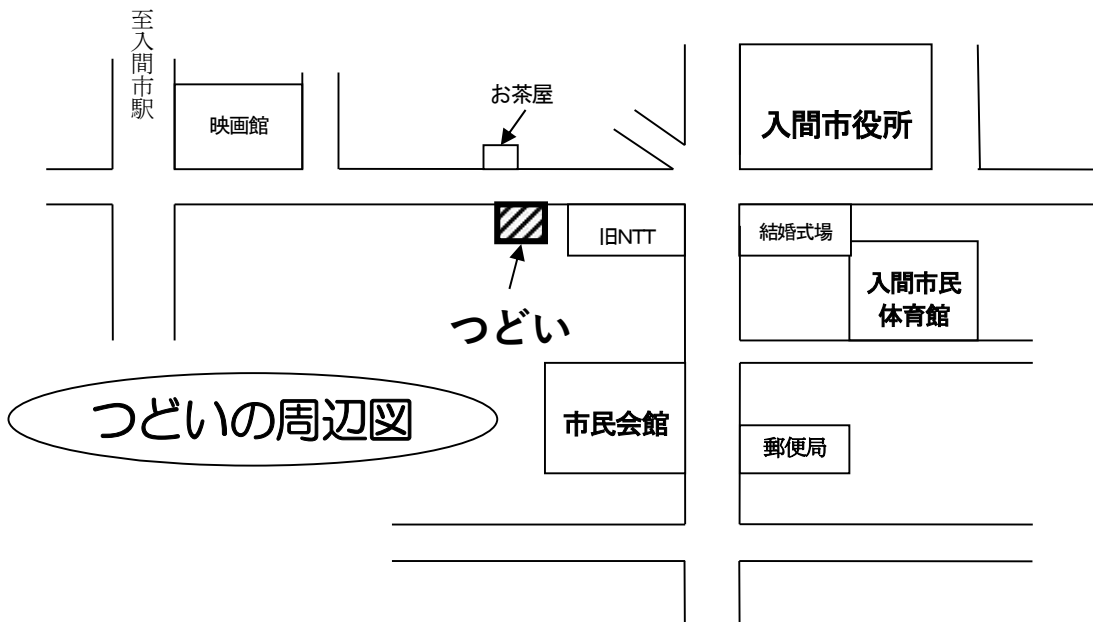 至入間市駅
映画館
お茶屋
入間市役所
旧NTT
結婚式場
入間市民
体育館
つどい
つどいの周辺図
市民会館
郵便局